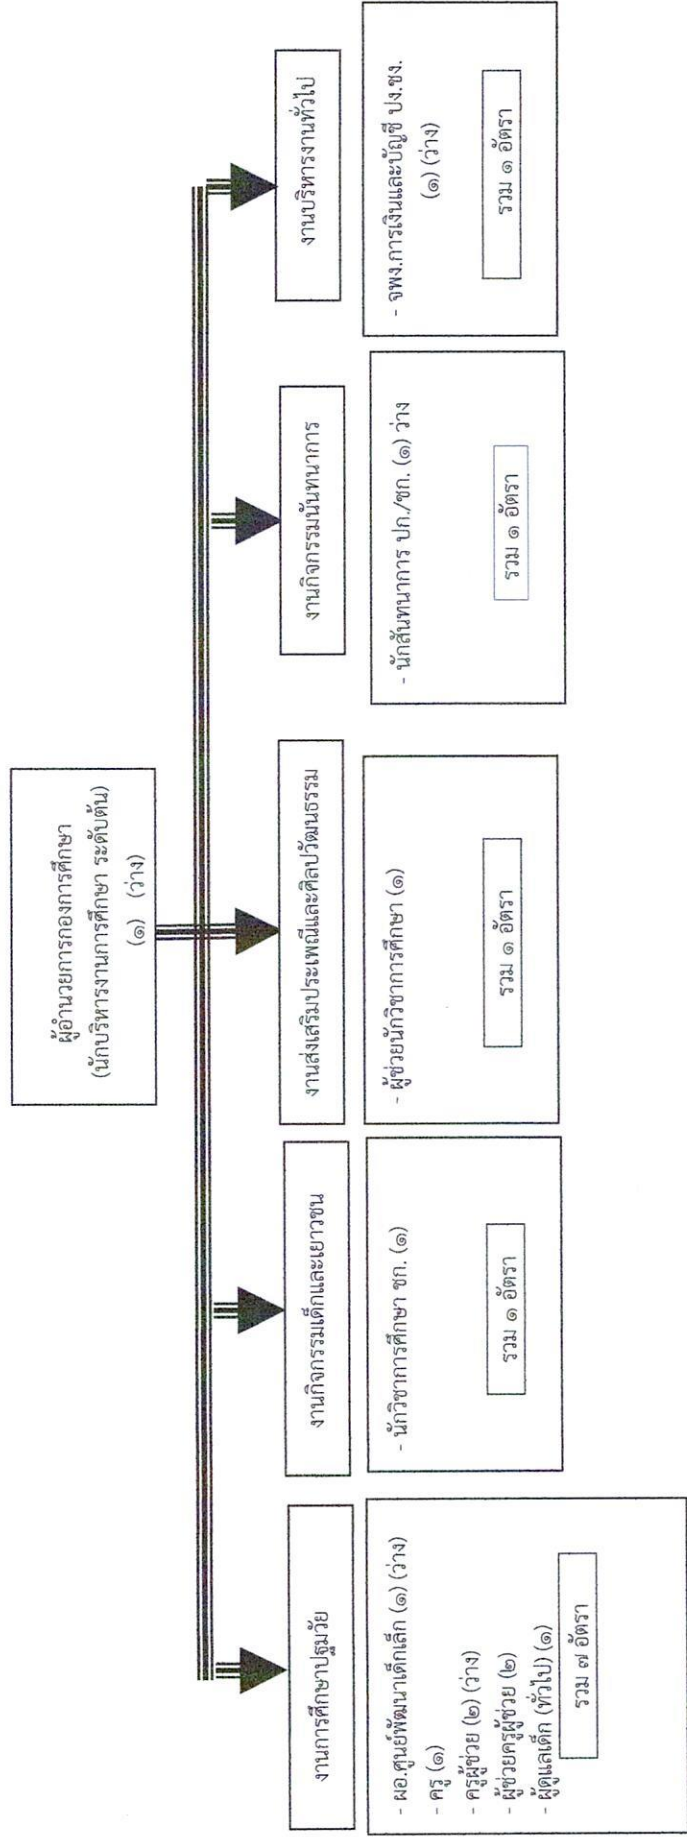 ผู้อำนวยการกองการศึกษา
(นักบริหารงานการศึกษา ระดับต้น)
(๑) (ว่าง)
งานการศึกษาปฐมวัย
- ผอ.ศูนย์พัฒนาเด็กเล็ก (๑) (ว่าง)
- ครู (๑)
- ครูผู้ช่วย (๒) (ว่าง)
- ผู้ช่วยครูผู้ช่วย (๒)
- ผู้ดูแลเด็ก (ทั่วไป) (๑)
รวม ๗ อัตรา
งานกิจกรรมเด็กและเยาวชน
- นักวิชาการศึกษา ชก. (๑)
รวม ๑ อัตรา
งานส่งเสริมประเพณีและศิลปวัฒนธรรม
- ผู้ช่วยนักวิชาการศึกษา (๑)
รวม ๑ อัตรา
งานกิจกรรมนันทนาการ
- นักสันทนาการ ปก./ชก. (๑) ว่าง
รวม ๑ อัตรา
งานบริหารงานทั่วไป
- จพง.การเงินและบัญชี ปง.ชง.
(๑) (ว่าง)
รวม ๑ อัตรา